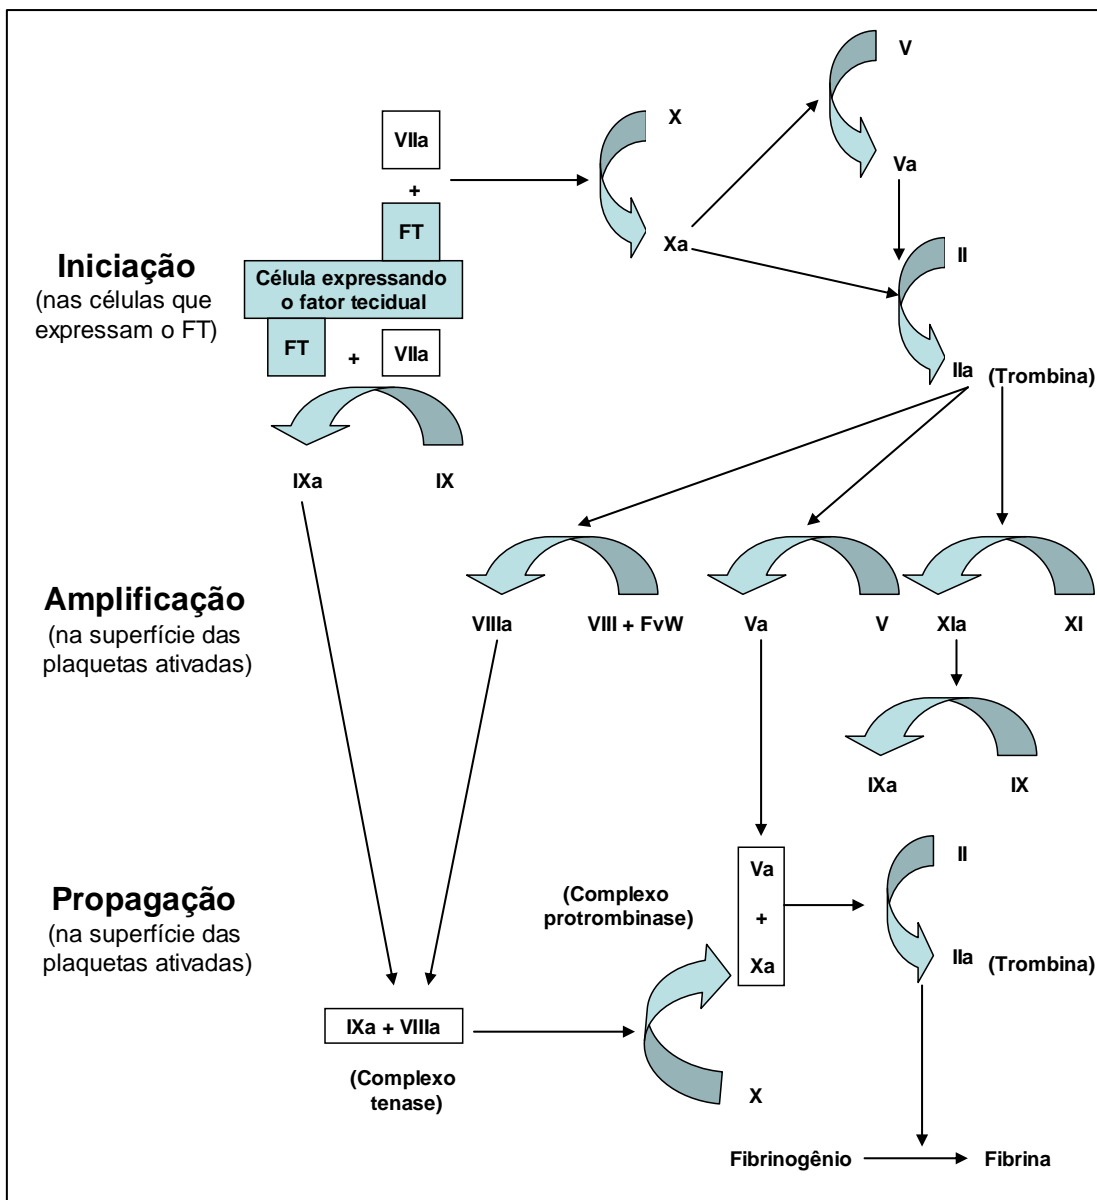 V
VIIa
X
+
Va
FT
Xa
Iniciação
(nas células que
expressam o FT)
Célula expressando
o fator tecidual
II
FT
+
VIIa
IIa (Trombina)
IXa
IX
Amplificação
(na superfície das
plaquetas ativadas)
VIIIa
VIII + FvW
Va
V
XIa
XI
IXa
IX
Propagação
(na superfície das
plaquetas ativadas)
(Complexo
protrombinase)
Va
+
Xa
II
IIa (Trombina)
IXa + VIIIa
(Complexo
tenase)
X
Fibrinogênio
Fibrina